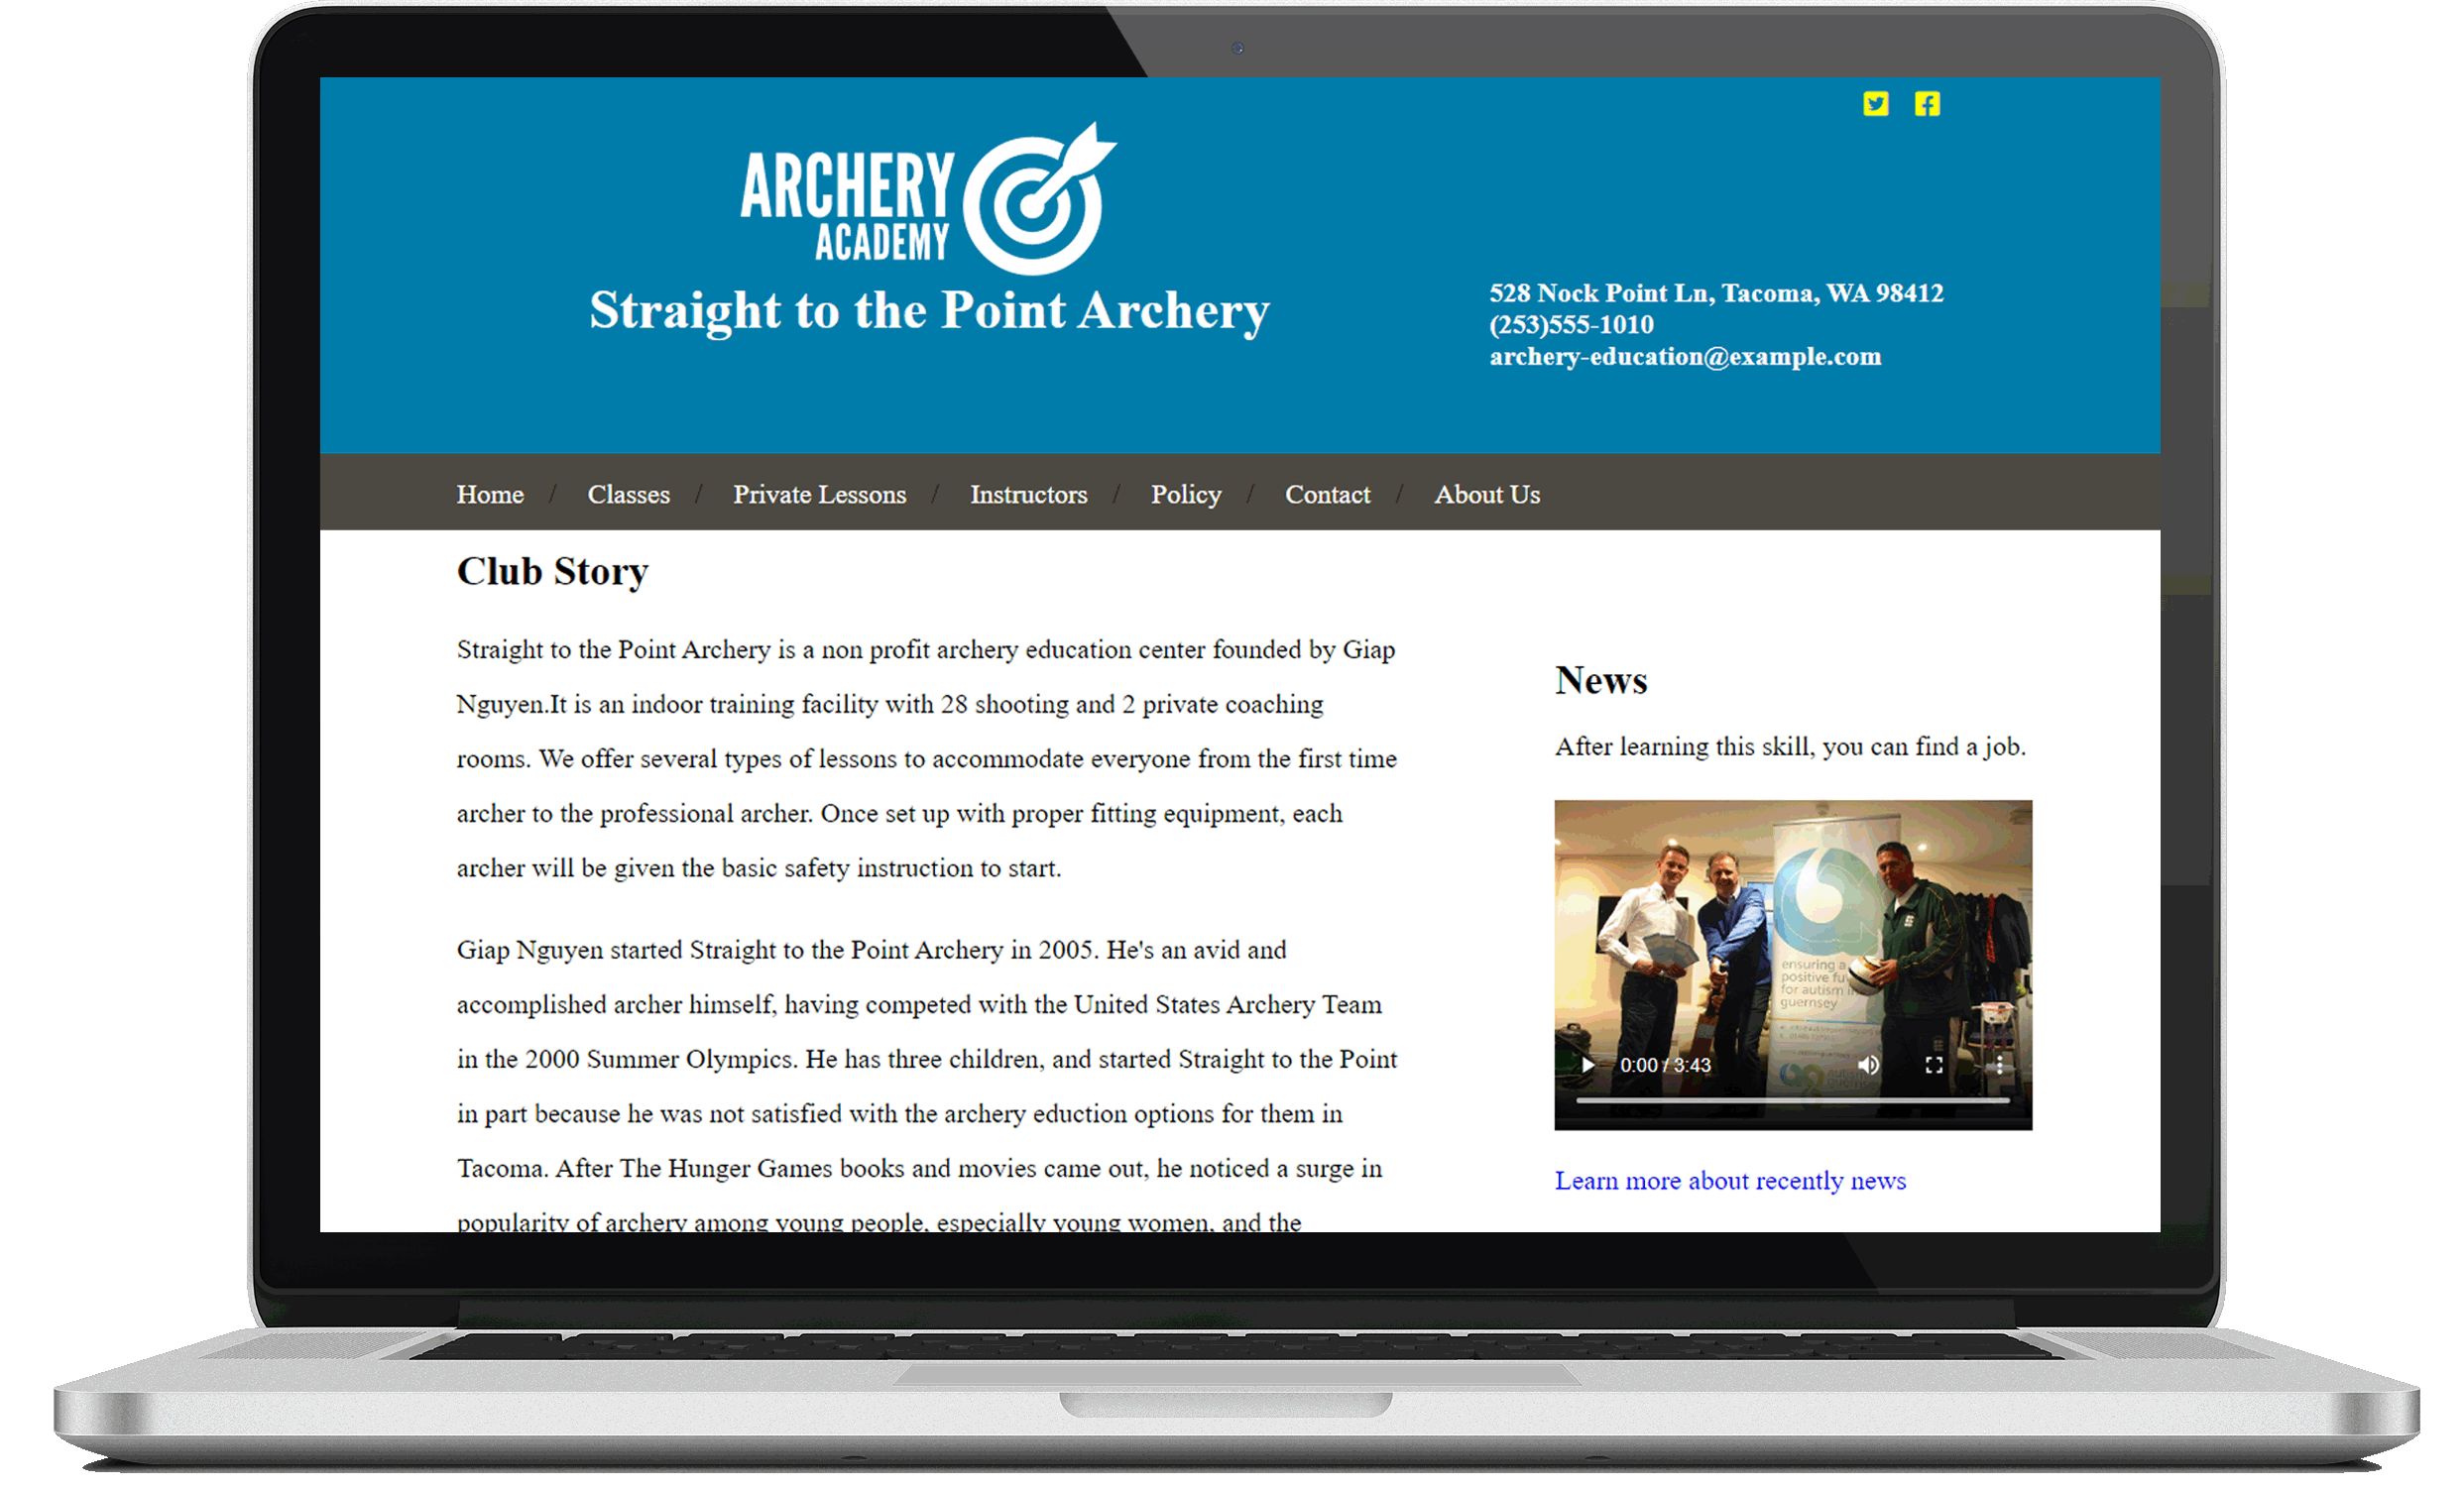 ARCHERY
ACADEMY
Straight to the Point Archery
528 Nock Point Ln, Tacoma, WA 98412
(253)555-1010
archery-education@example.com
Home / Classes / Private Lessons / Instructors / Policy / Contact / About Us
Club Story
Straight to the Point Archery is a non profit archery education center founded by Giap
Nguyen.It is an indoor training facility with 28 shooting and 2 private coaching
rooms. We offer several types of lessons to accommodate everyone from the first time
archer to the professional archer. Once set up with proper fitting equipment, each
archer will be given the basic safety instruction to start.
Giap Nguyen started Straight to the Point Archery in 2005. He's an avid and
accomplished archer himself, having competed with the United States Archery Team
in the 2000 Summer Olympics. He has three children, and started Straight to the Point
in part because he was not satisfied with the archery eduction options for them in
Tacoma. After The Hunger Games books and movies came out, he noticed a surge in
popularity of archery among young people, especially young women, and the
News
After learning this skill, you can find a job.
ensuring a
positive
for autism
guernsey
0:00 / 3:43
Learn more about recently news